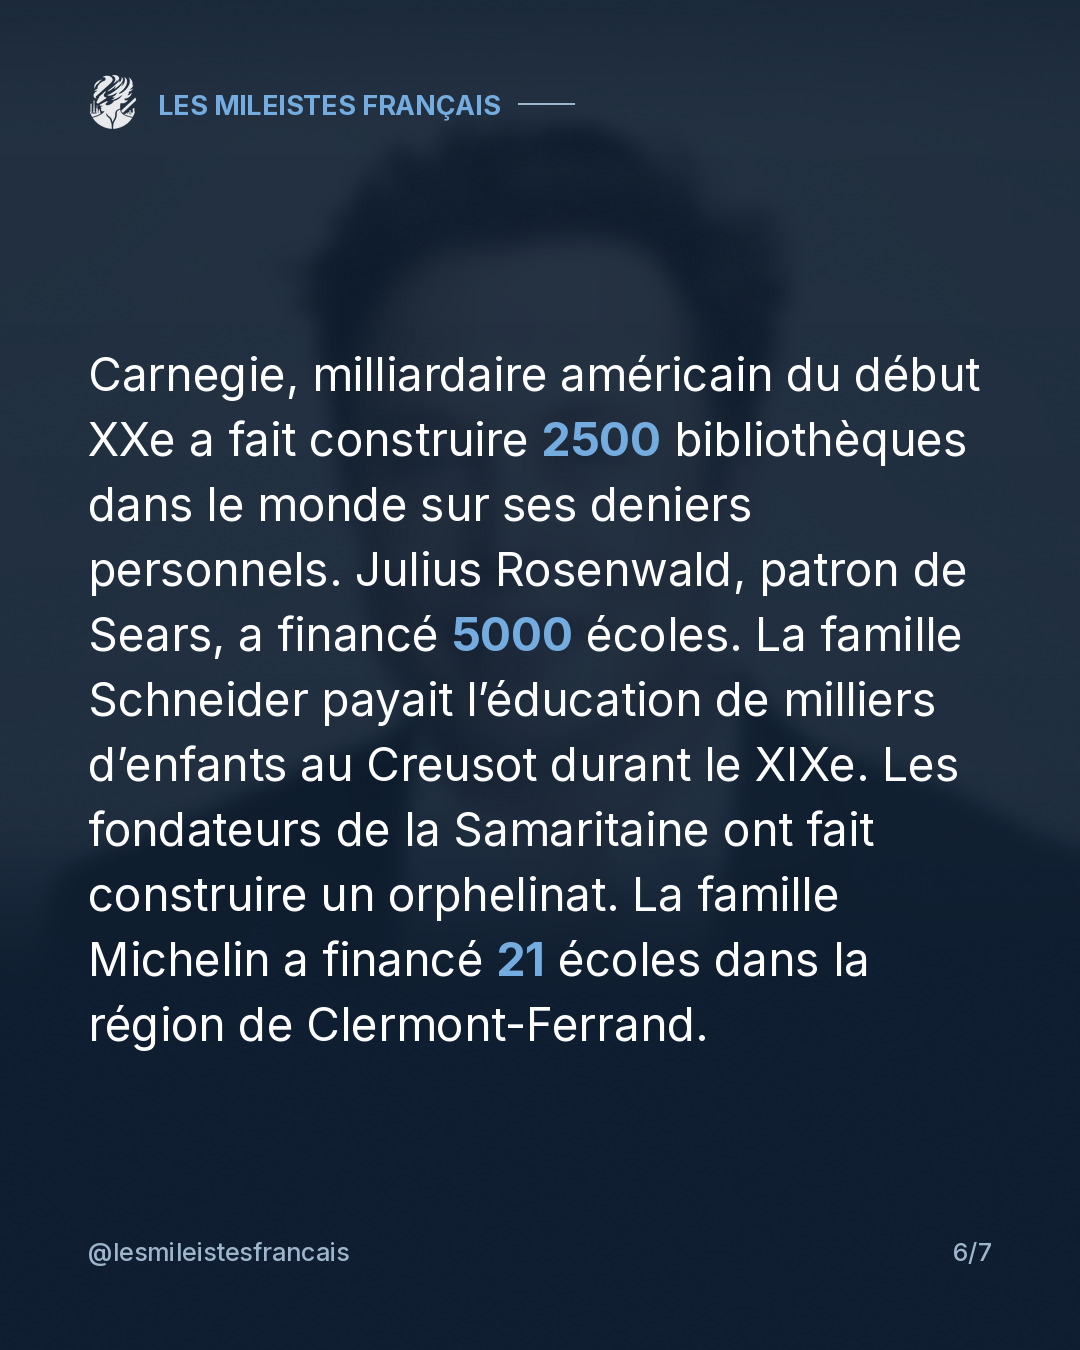 LES MILEISTES FRANÇAIS
Carnegie, milliardaire américain du début
XXe a fait construire 2500 bibliothèques
dans le monde sur ses deniers
personnels. Julius Rosenwald, patron de
Sears, a financé 5000 écoles. La famille
Schneider payait l’éducation de milliers
d’enfants au Creusot durant le XIXe. Les
fondateurs de la Samaritaine ont fait
construire un orphelinat. La famille
Michelin a financé 21 écoles dans la
région de Clermont-Ferrand.
@lesmileistesfrancais
6/7